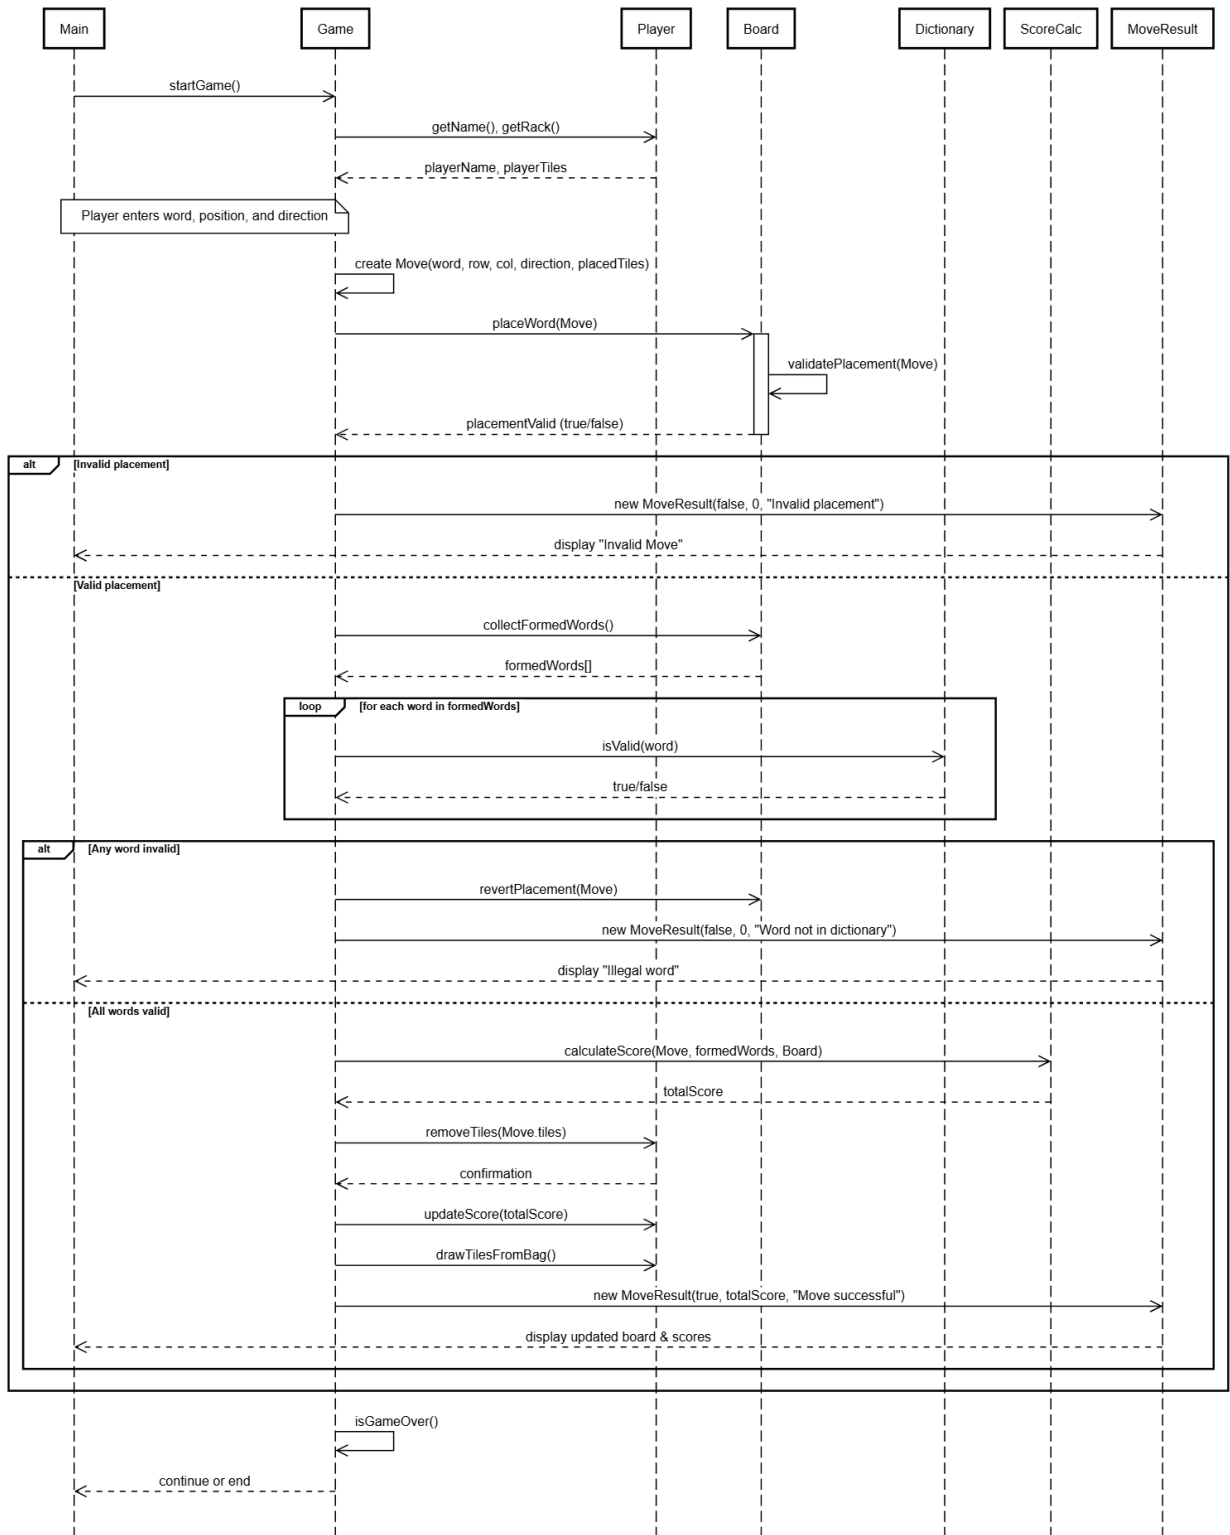 Main
Game
Player
Board
Dictionary
ScoreCalc
MoveResult
startGame()
getName(), getRack()
playerName, playerTiles
Player enters word, position, and direction
create Move(word, row, col, direction, placedTiles)
placeWord(Move)
validatePlacement(Move)
placementValid (true/false)
alt
[Invalid placement]
new MoveResult(false, 0, "Invalid placement")
display "Invalid Move"
[Valid placement]
collectFormedWords()
formedWords[]
loop
[for each word in formedWords]
isValid(word)
true/false
alt
[Any word invalid]
revertPlacement(Move)
new MoveResult(false, 0, "Word not in dictionary")
display "Illegal word"
[All words valid]
calculateScore(Move, formedWords, Board)
totalScore
removeTiles(Move.tiles)
confirmation
updateScore(totalScore)
drawTilesFromBag()
new MoveResult(true, totalScore, "Move successful")
display updated board & scores
isGameOver()
continue or end